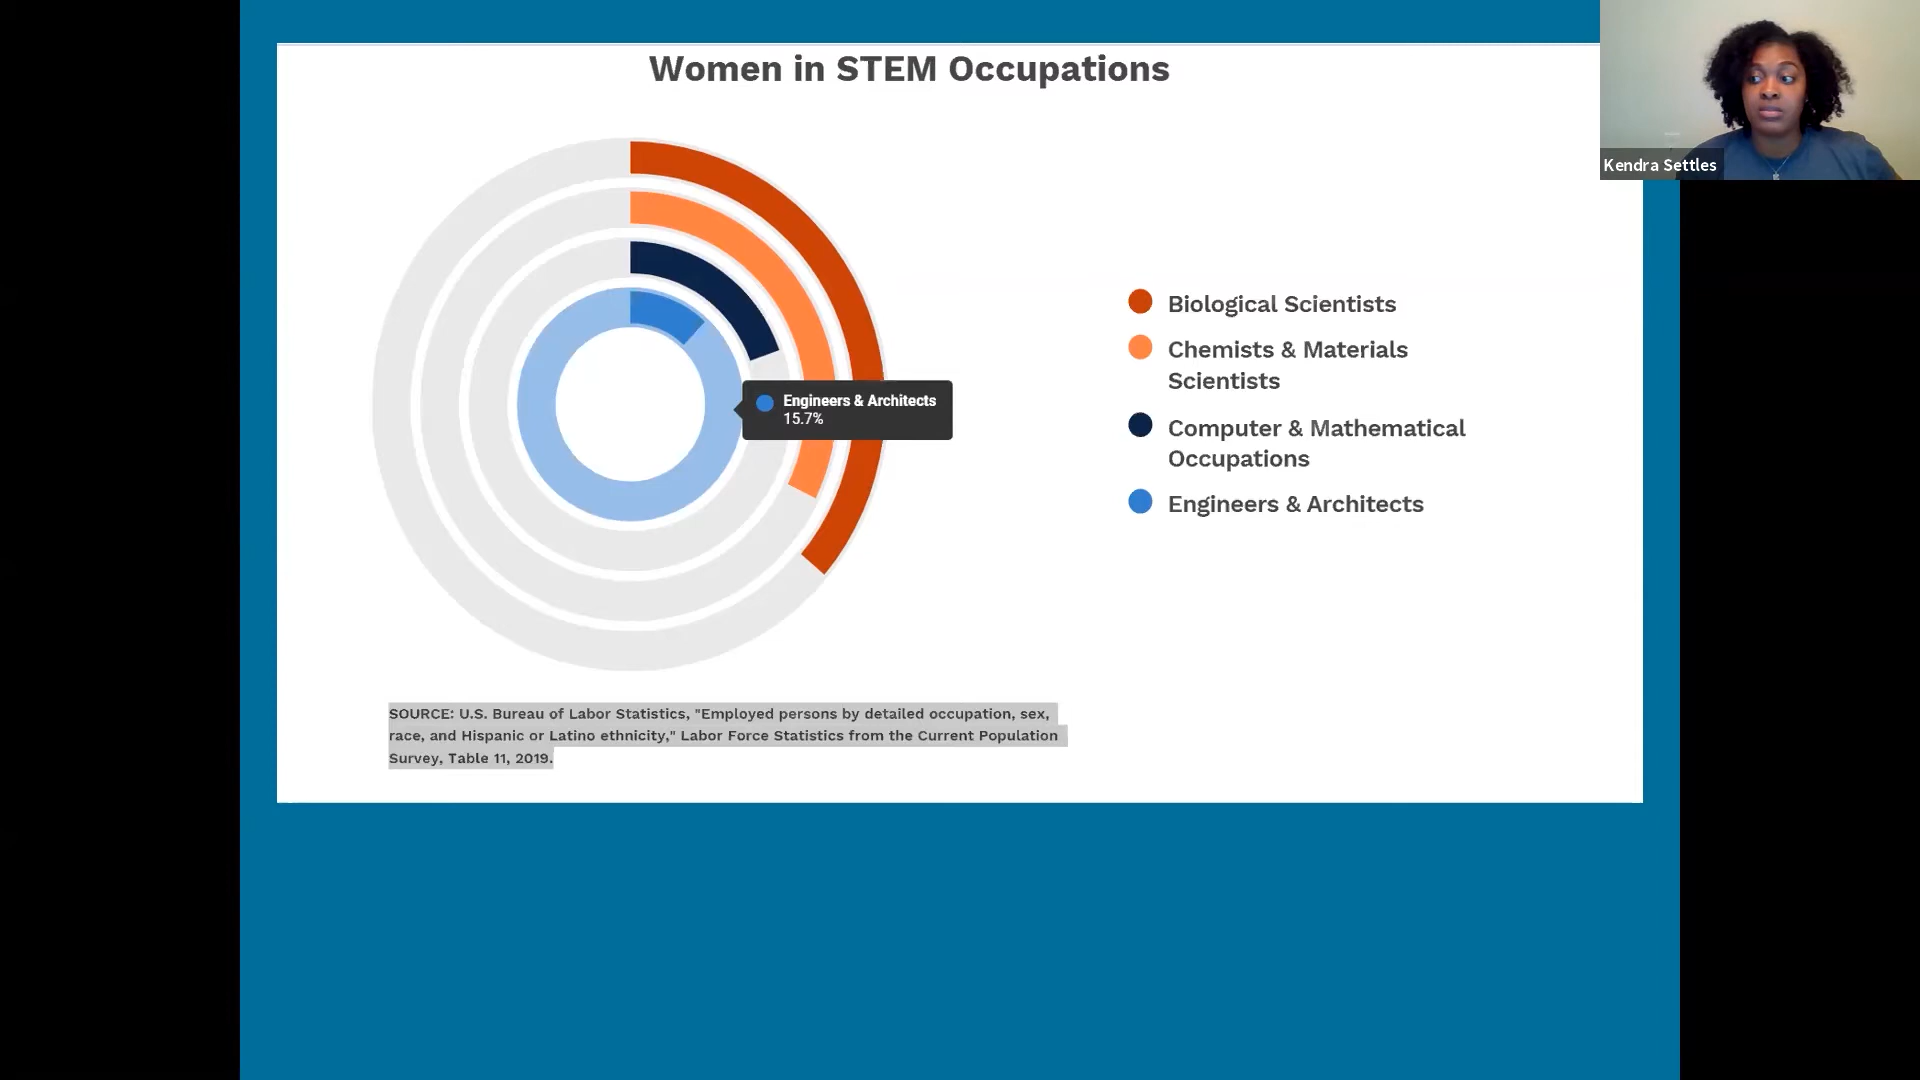 Women in STEM Occupations
Kendra Settles
Engineers & Architects
15.7%
Biological Scientists
Chemists & Materials
Scientists
Computer & Mathematical
Occupations
Engineers & Architects
SOURCE: U.S. Bureau of Labor Statistics, "Employed persons by detailed occupation, sex,
race, and Hispanic or Latino ethnicity," Labor Force Statistics from the Current Population
Survey, Table 11, 2019.